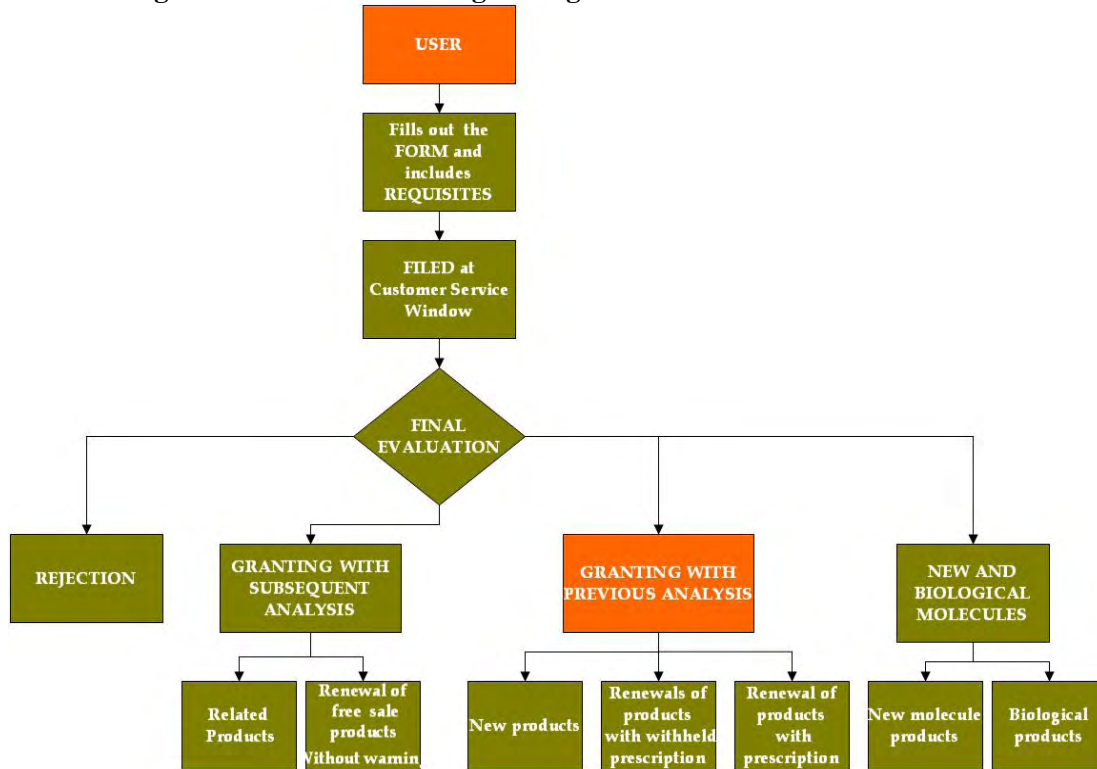 USER
Fills out the
FORM and
includes
REQUISITES
FILED at
Customer Service
Window
FINAL
EVALUATION
REJECTION
GRANTING WITH
SUBSEQUENT
ANALYSIS
GRANTING WITH
PREVIOUS ANALYSIS
NEW AND
BIOLOGICAL
MOLECULES
Related
Products
Renewal of
free sale
products
Without warning
New products
Renewals of
products
with withheld
prescription
Renewal of
products
with
prescription
New molecule
products
Biological
products